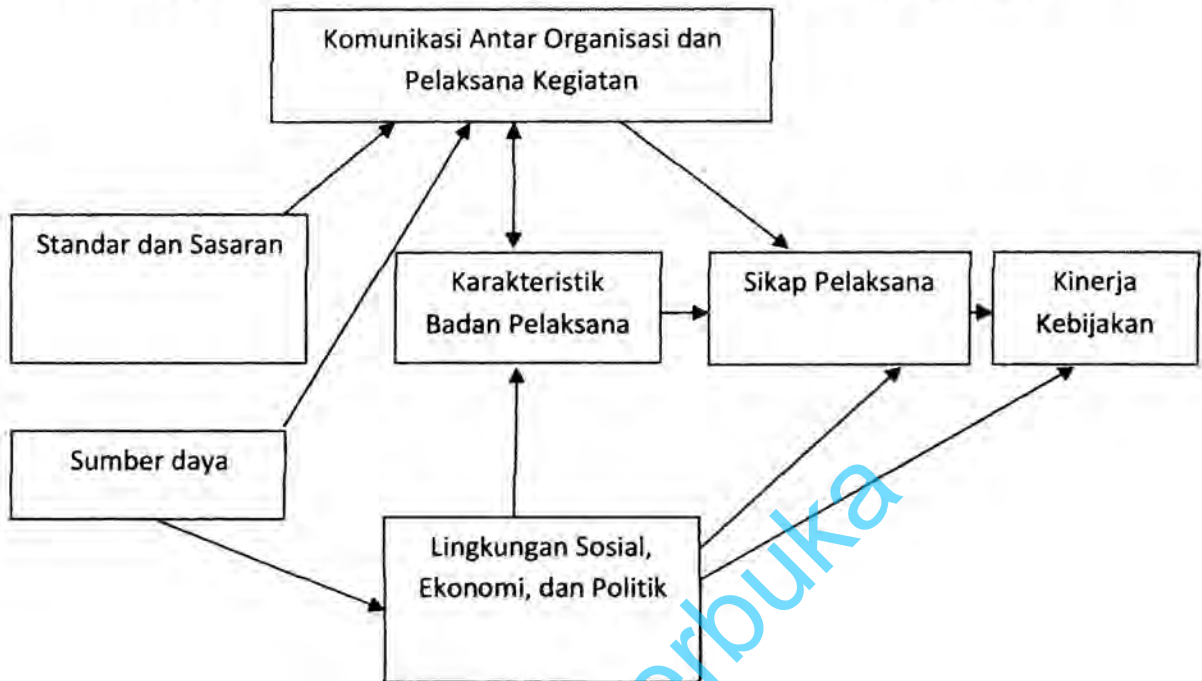 Komunikasi Antar Organisasi dan
Pelaksana Kegiatan
Standar dan Sasaran
Karakteristik
Badan Pelaksana
Sikap Pelaksana
Kinerja
Kebijakan
Sumber daya
Lingkungan Sosial,
Ekonomi, dan Politik
erbuka